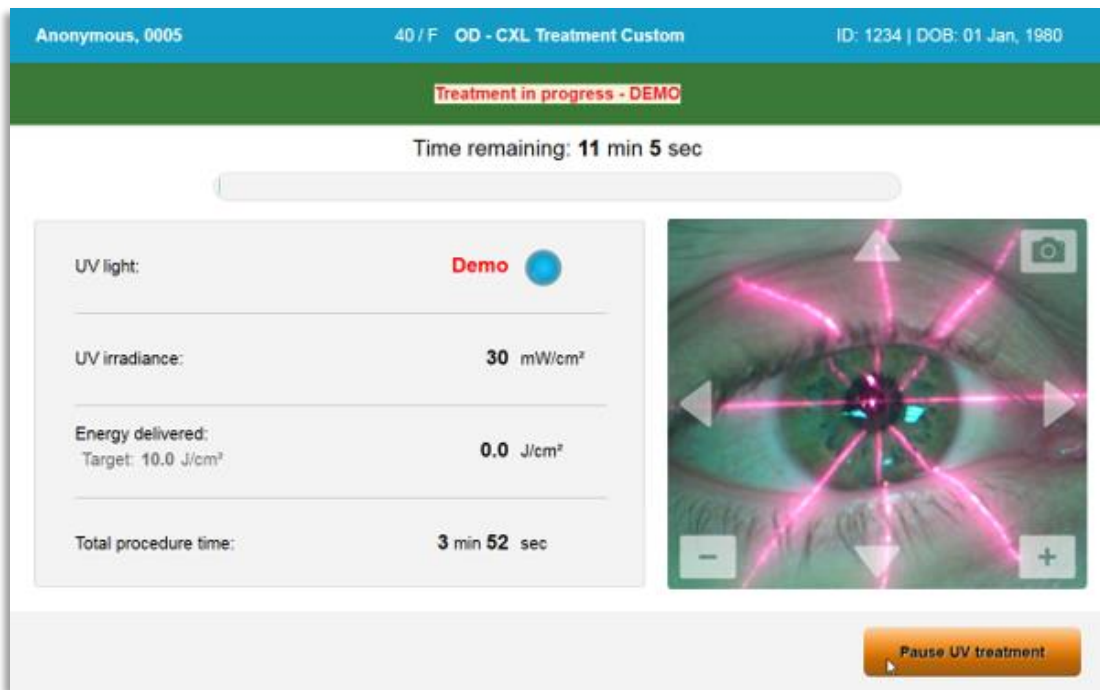 Anonymous, 0005 40 / F OD - CXL Treatment Custom ID: 1234 | DOB: 01 Jan, 1980
Treatment in progress - DEMO
Time remaining: 11 min 5 sec
UV light: Demo
UV irradiance: 30 mW/cm²
Energy delivered:
Target: 10.0 J/cm² 0.0 J/cm²
Total procedure time: 3 min 52 sec
Pause UV treatment